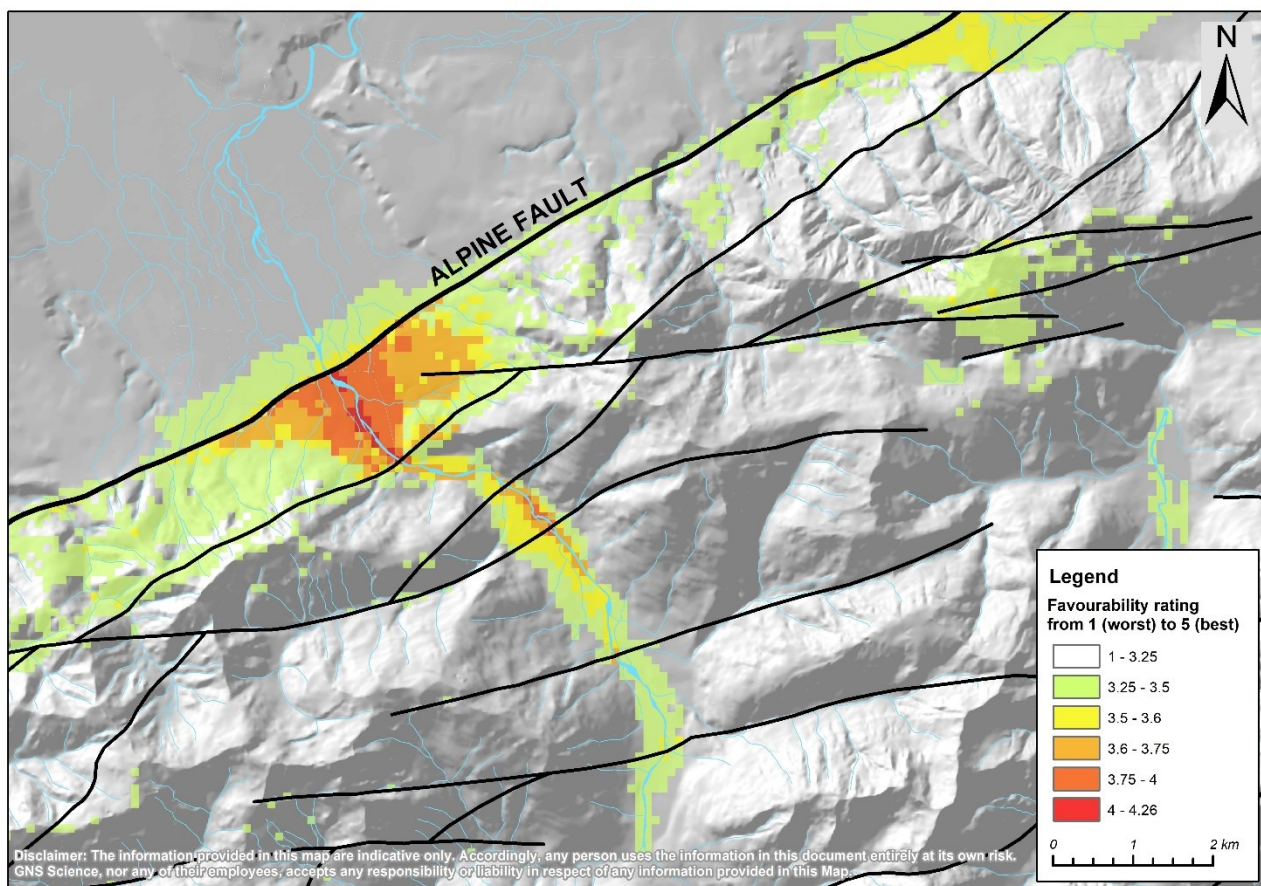 N
ALPINE FAULT
Legend
Favourability rating
from 1 (worst) to 5 (best)
1 - 3.25
3.25 - 3.5
3.5 - 3.6
3.6 - 3.75
3.75 - 4
4 - 4.26
0 1 2 km
Disclaimer: The information provided in this map are indicative only. Accordingly, any person uses the information in this document entirely at its own risk.
GNS Science, nor any of their employees, accepts any responsibility or liability in respect of any information provided in this Map.